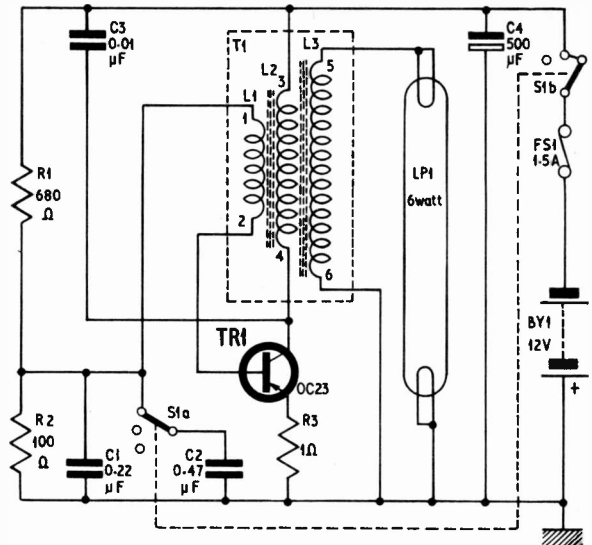 C3
0·01
µF
T1
L3
L2
L1
3
5
1
2
4
6
C4
500
µF
S1b
FS1
1·5A
LP1
6watt
R1
680
Ω
BY1
12V
+
TR1
OC23
R2
100
Ω
C1
0·22
µF
S1a
C2
0·47
µF
R3
1Ω